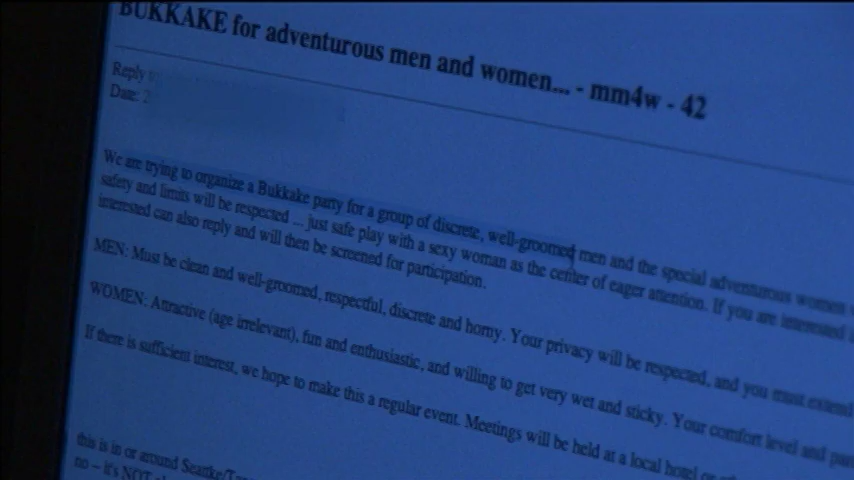 BUKKAKE for adventurous men and women... - mm4w - 42
Reply
Date: 2
We are trying to organize a Bukkake party for a group of discrete, well-groomed men and the special adventurous women
safety and limits will be respected ... just safe play with a sexy woman as the center of eager attention. If you are interested
interested can also reply and will then be screened for participation.
MEN: Must be clean and well-groomed, respectful, discrete and horny. Your privacy will be respected, and you must extend
WOMEN: Attractive (age irrelevant), fun and enthusiastic, and willing to get very wet and sticky. Your comfort level and
If there is sufficient interest, we hope to make this a regular event. Meetings will be held at a local hotel
this is in or around
no -- it's NOT